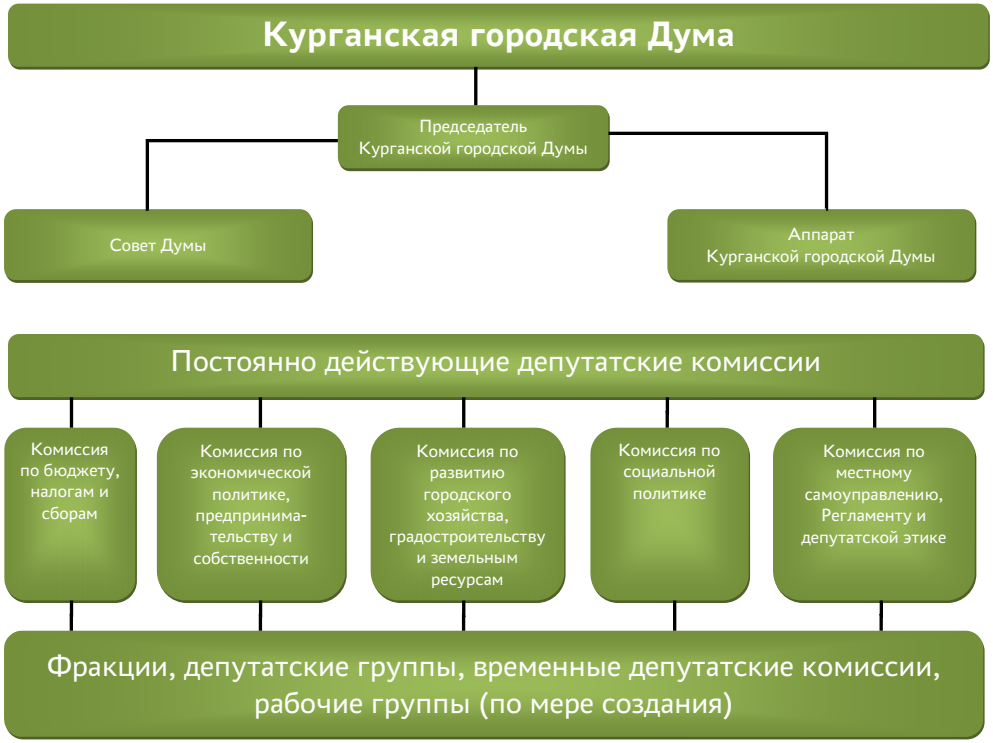 Курганская городская Дума
Председатель
Курганской городской Думы
Совет Думы
Аппарат
Курганской городской Думы
Постоянно действующие депутатские комиссии
Комиссия
по бюджету,
налогам и
сборам
Комиссия по
экономической
политике,
предпринима-
тельству и
собственности
Комиссия по
развитию
городского
хозяйства,
градостроительству
и земельным
ресурсам
Комиссия по
социальной
политике
Комиссия по
местному
самоуправлению,
Регламенту и
депутатской этике
Фракции, депутатские группы, временные депутатские комиссии,
рабочие группы (по мере создания)